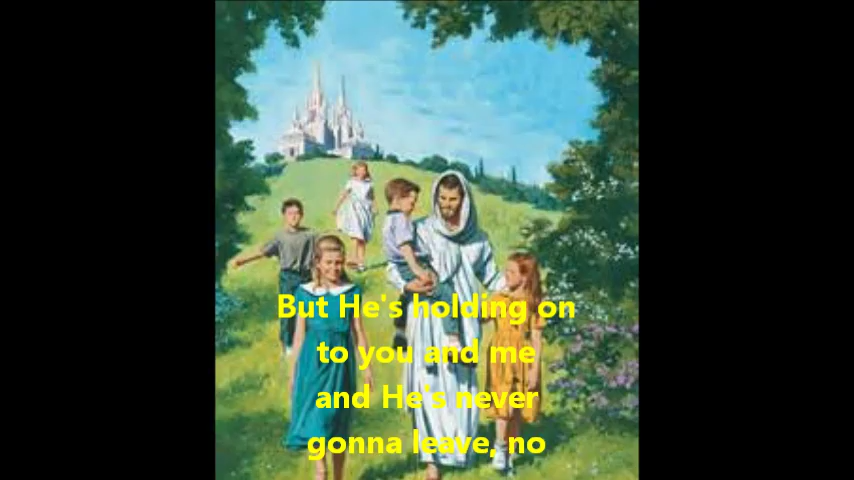 But He's holding on
to you and me
and He's never
gonna leave, no